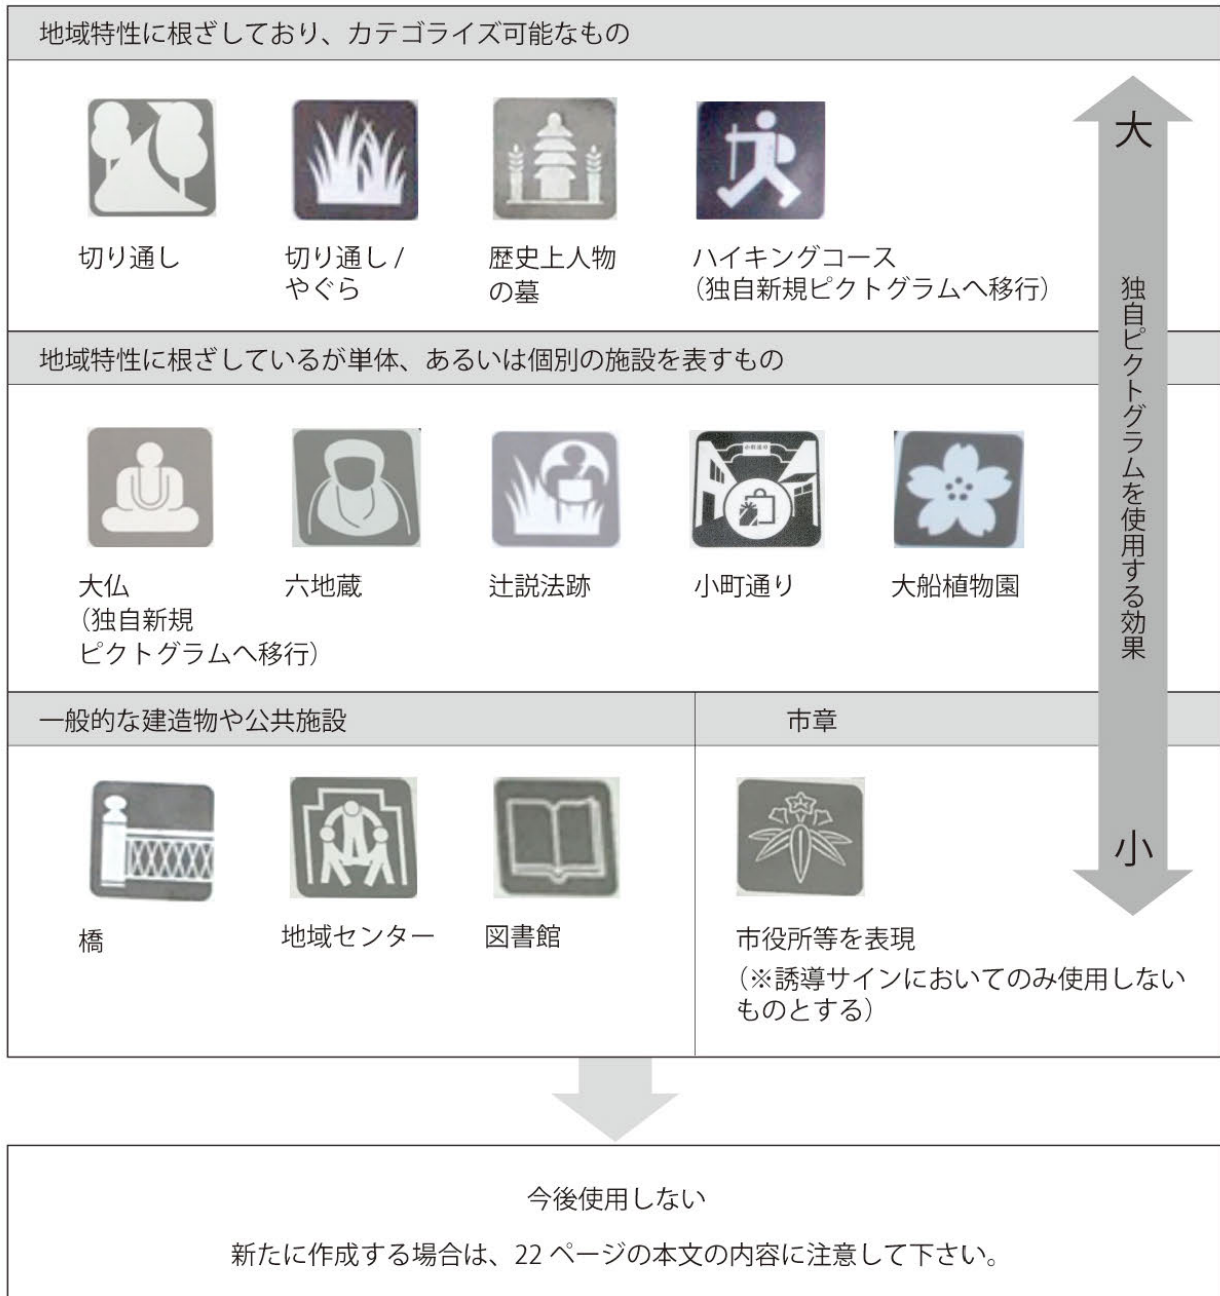 地域特性に根ざしており、カテゴライズ可能なもの
切り通し
切り通し /
やぐら
歴史上人物
の墓
ハイキングコース
（独自新規ピクトグラムへ移行）
大
独自ピクトグラムを使用する効果
小
地域特性に根ざしているが単体、あるいは個別の施設を表すもの
小町通り
大仏
（独自新規
ピクトグラムへ移行）
六地蔵
辻説法跡
小町通り
大船植物園
一般的な建造物や公共施設
市章
橋
地域センター
図書館
市役所等を表現
（※誘導サインにおいてのみ使用しない
ものとする）
今後使用しない
新たに作成する場合は、22 ページの本文の内容に注意して下さい。